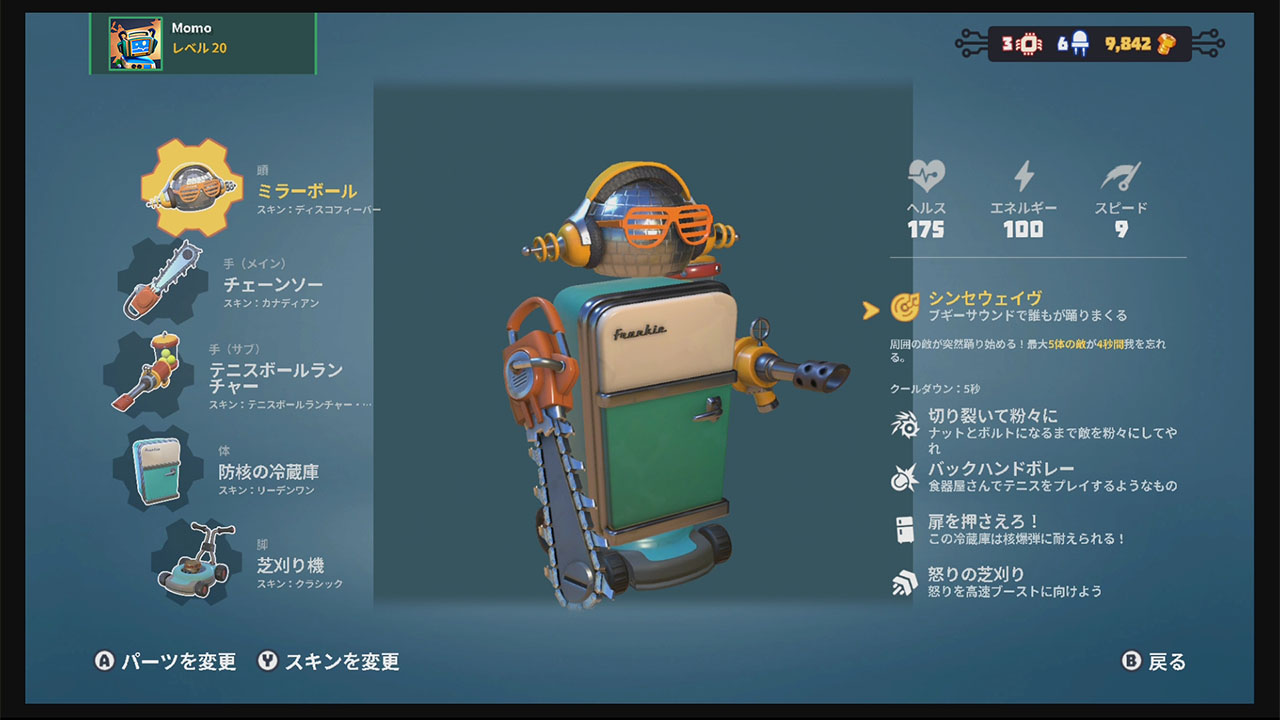 Momo
レベル 20
3
6
9,842
頭
ミラーボール
スキン：ディスコフィーバー
手（メイン）
チェーンソー
スキン：カナディアン
手（サブ）
テニスボールラン
チャー
スキン：テニスボールランチャー・…
体
防核の冷蔵庫
スキン：リーデンワン
脚
芝刈り機
スキン：クラシック
Frankie
ヘルス
175
エネルギー
100
スピード
9
シンセウェイヴ
ブギーサウンドで誰もが踊りまくる
周囲の敵が突然踊り始める！最大5体の敵が4秒間我を忘れ
る。
クールダウン：5秒
切り裂いて粉々に
ナットとボルトになるまで敵を粉々にしてや
れ
バックハンドボレー
食器屋さんでテニスをプレイするようなもの
扉を押さえろ！
この冷蔵庫は核爆弾に耐えられる！
怒りの芝刈り
怒りを高速ブーストに向けよう
A パーツを変更
Y スキンを変更
B 戻る